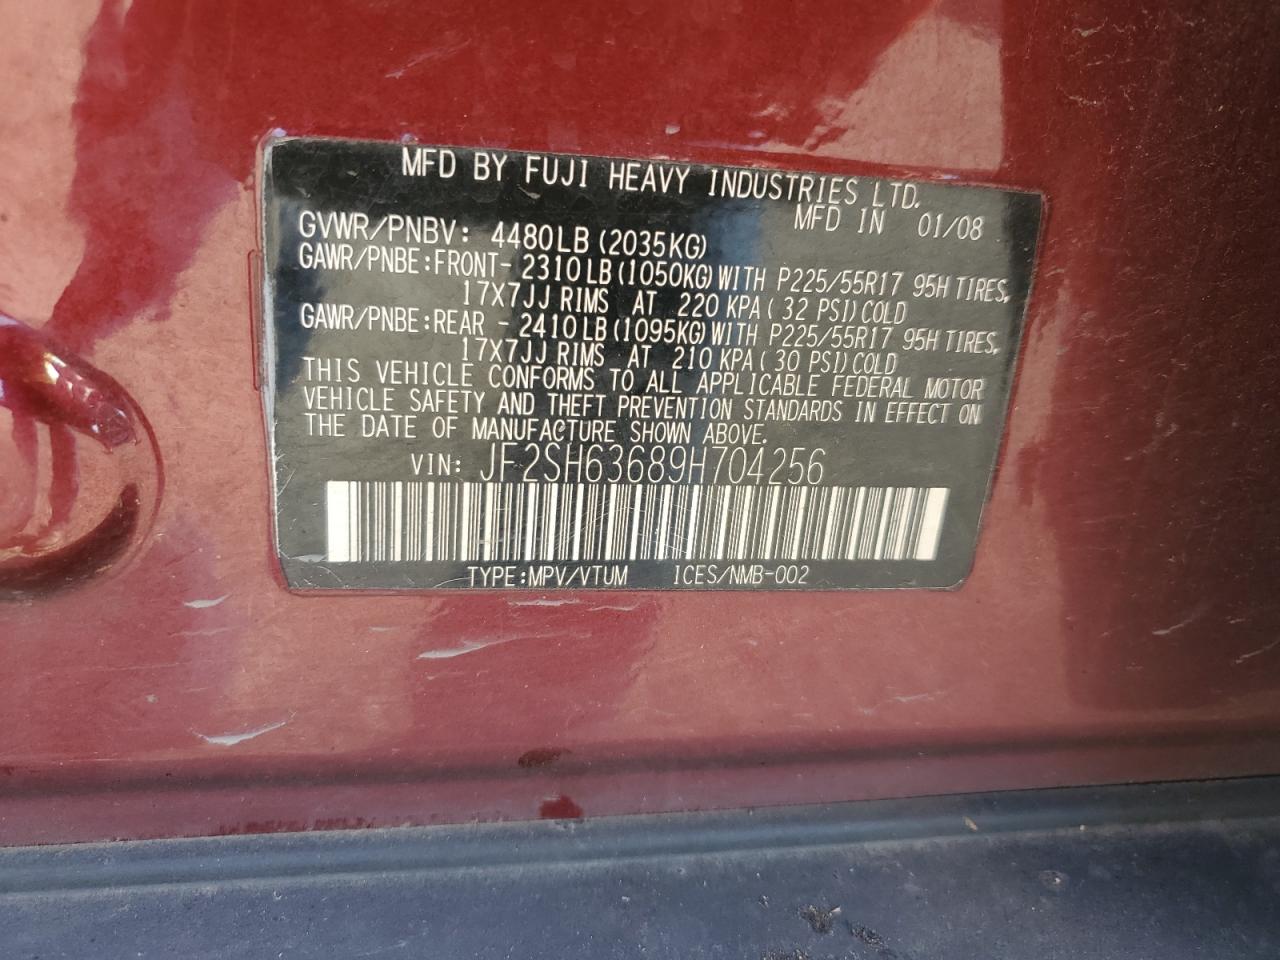 MFD BY FUJI HEAVY INDUSTRIES LTD.
MFD IN 01/08
GVWR/PNBV: 4480LB (2035KG)
GAWR/PNBE:FRONT- 2310LB(1050KG)WITH P225/55R17 95H TIRES,
17X7JJ RIMS AT 220 KPA( 32 PSI)COLD
GAWR/PNBE:REAR - 2410LB(1095KG)WITH P225/55R17 95H TIRES,
17X7JJ RIMS AT 210 KPA( 30 PSI)COLD
THIS VEHICLE CONFORMS TO ALL APPLICABLE FEDERAL MOTOR
VEHICLE SAFETY AND THEFT PREVENTION STANDARDS IN EFFECT ON
THE DATE OF MANUFACTURE SHOWN ABOVE.
VIN: JF2SH63689H704256
TYPE:MPV/VTUM ICES/NMB-002